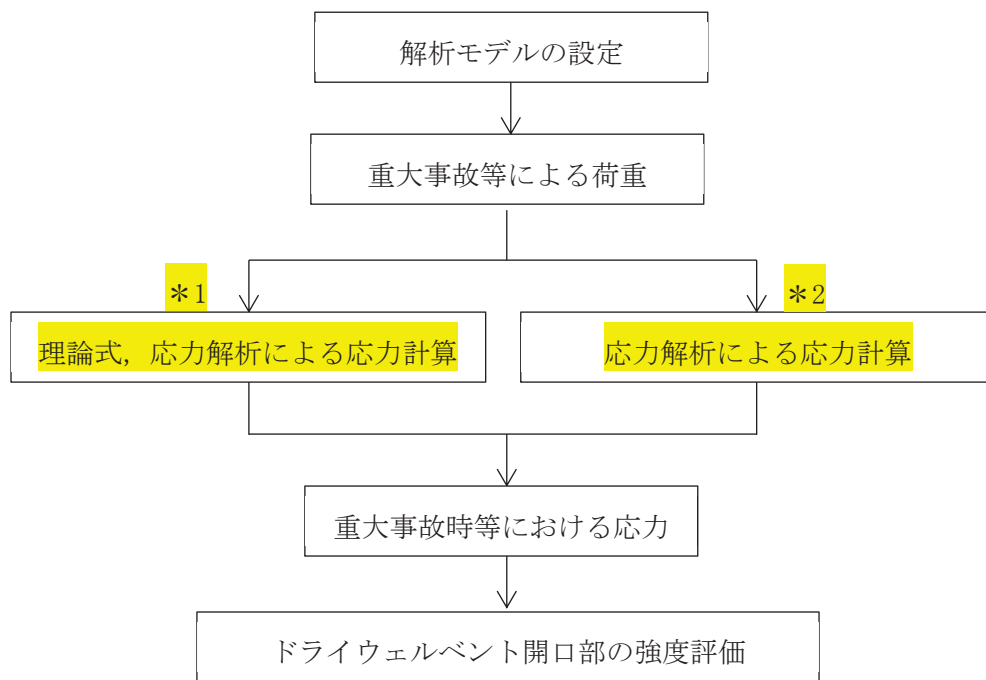 解析モデルの設定
重大事故等による荷重
＊1
＊2
理論式，応力解析による応力計算
応力解析による応力計算
重大事故時等における応力
ドライウェルベント開口部の強度評価